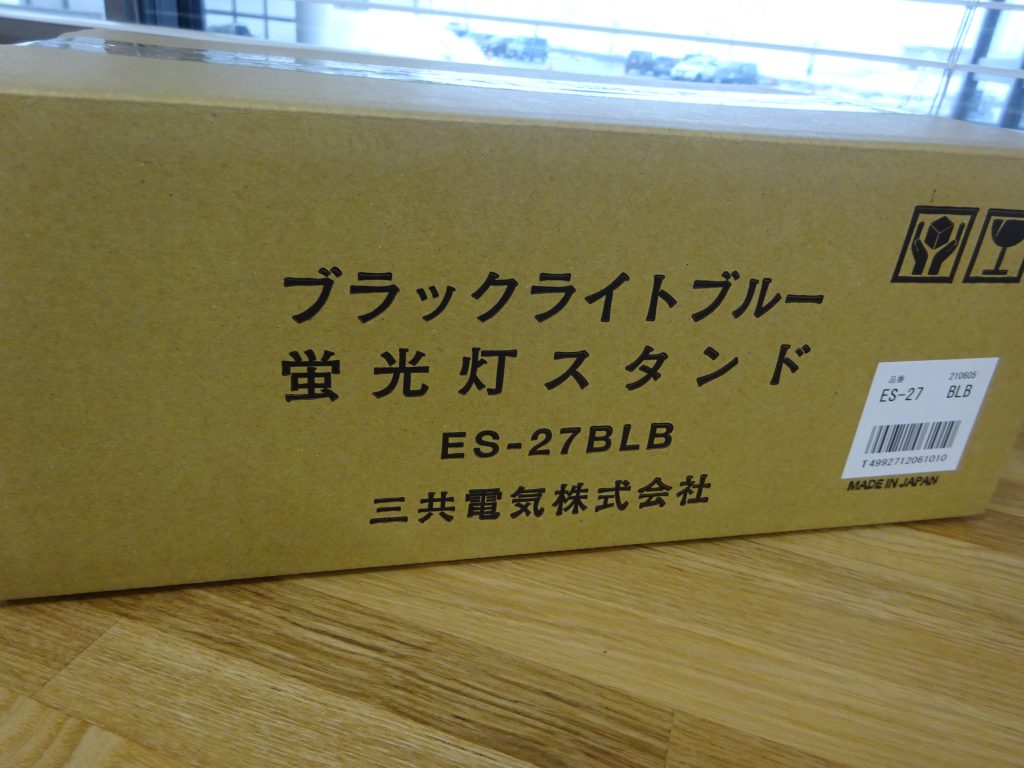 ブラックライトブルー
蛍光灯スタンド
ES-27BLB
三共電気株式会社
品番 210605
ES-27 BLB
T4992712061010
MADE IN JAPAN